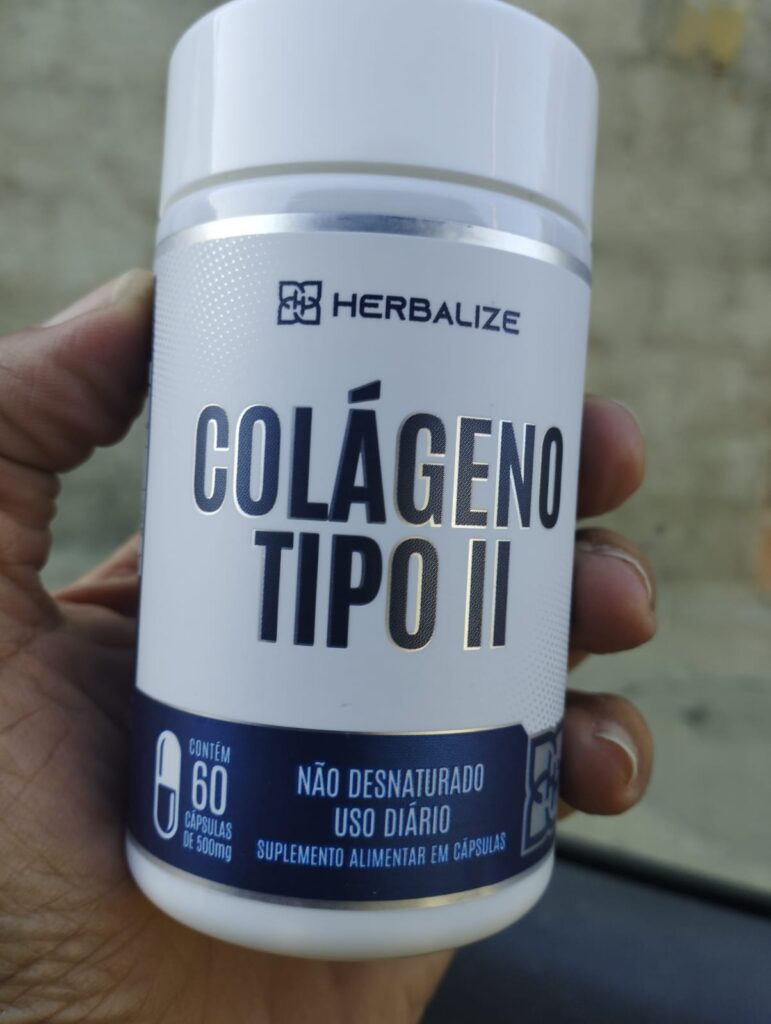 HERBALIZE
COLÁGENO
TIPO II
CONTÉM
60
CÁPSULAS
DE 500mg
NÃO DESNATURADO
USO DIÁRIO
SUPLEMENTO ALIMENTAR EM CÁPSULAS